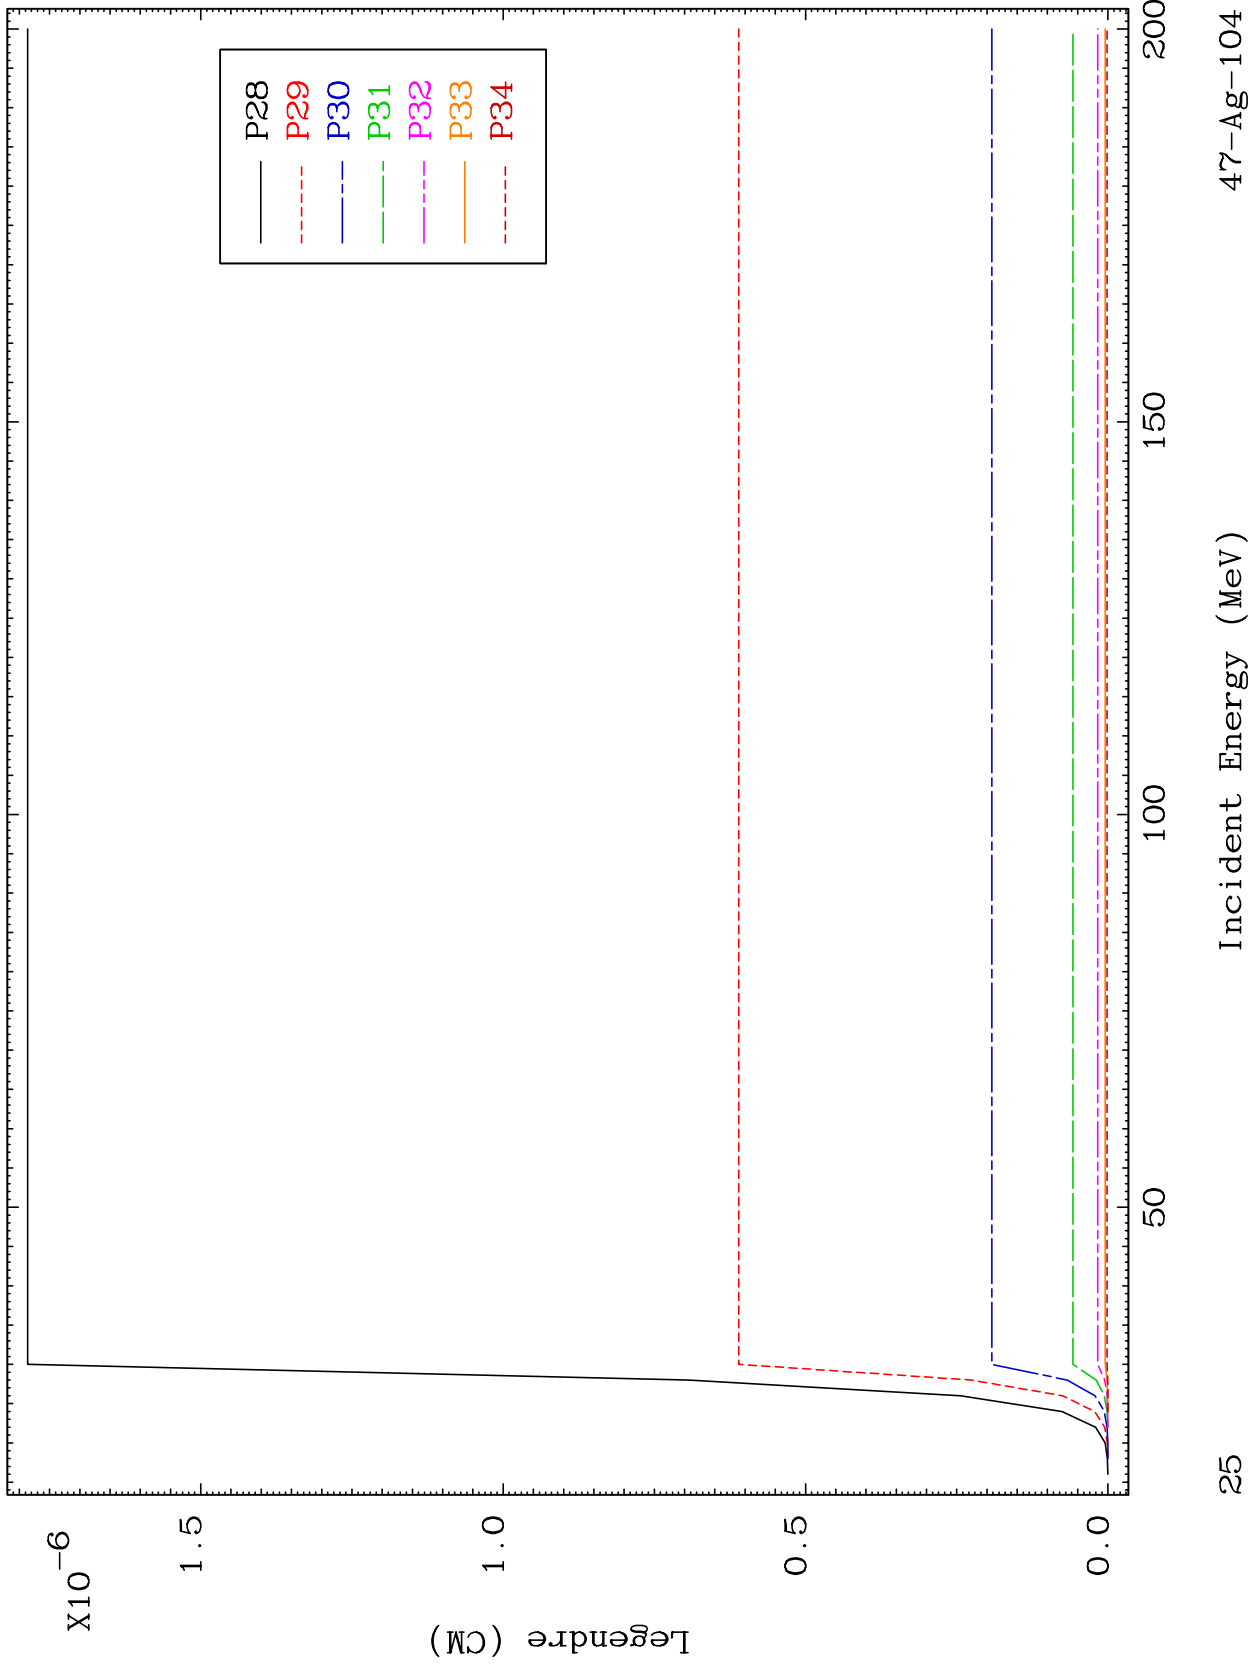 X10-6
Legendre (CM)
1.5
1.0
0.5
0.0
P28
P29
P30
P31
P32
P33
P34
50
100
150
200
25
Incident Energy (MeV)
47-Ag-104